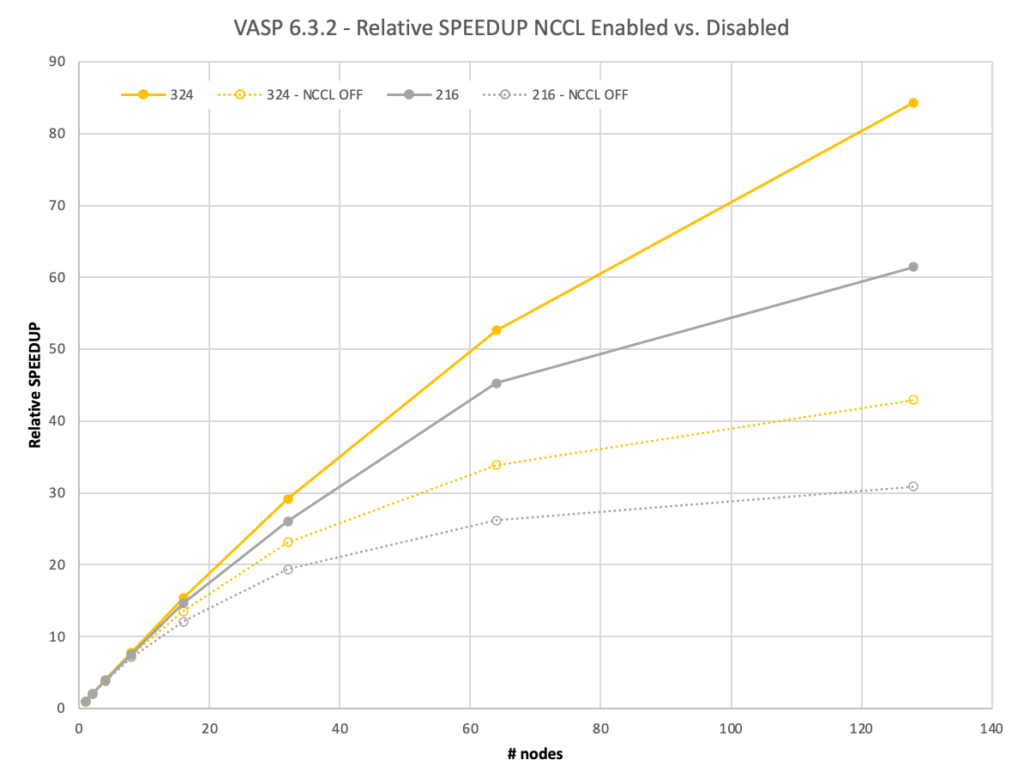 VASP 6.3.2 - Relative SPEEDUP NCCL Enabled vs. Disabled
90
324 324 - NCCL OFF 216 216 - NCCL OFF
80
70
60
50
Relative SPEEDUP
40
30
20
10
0
0 20 40 60 80 100 120 140
# nodes